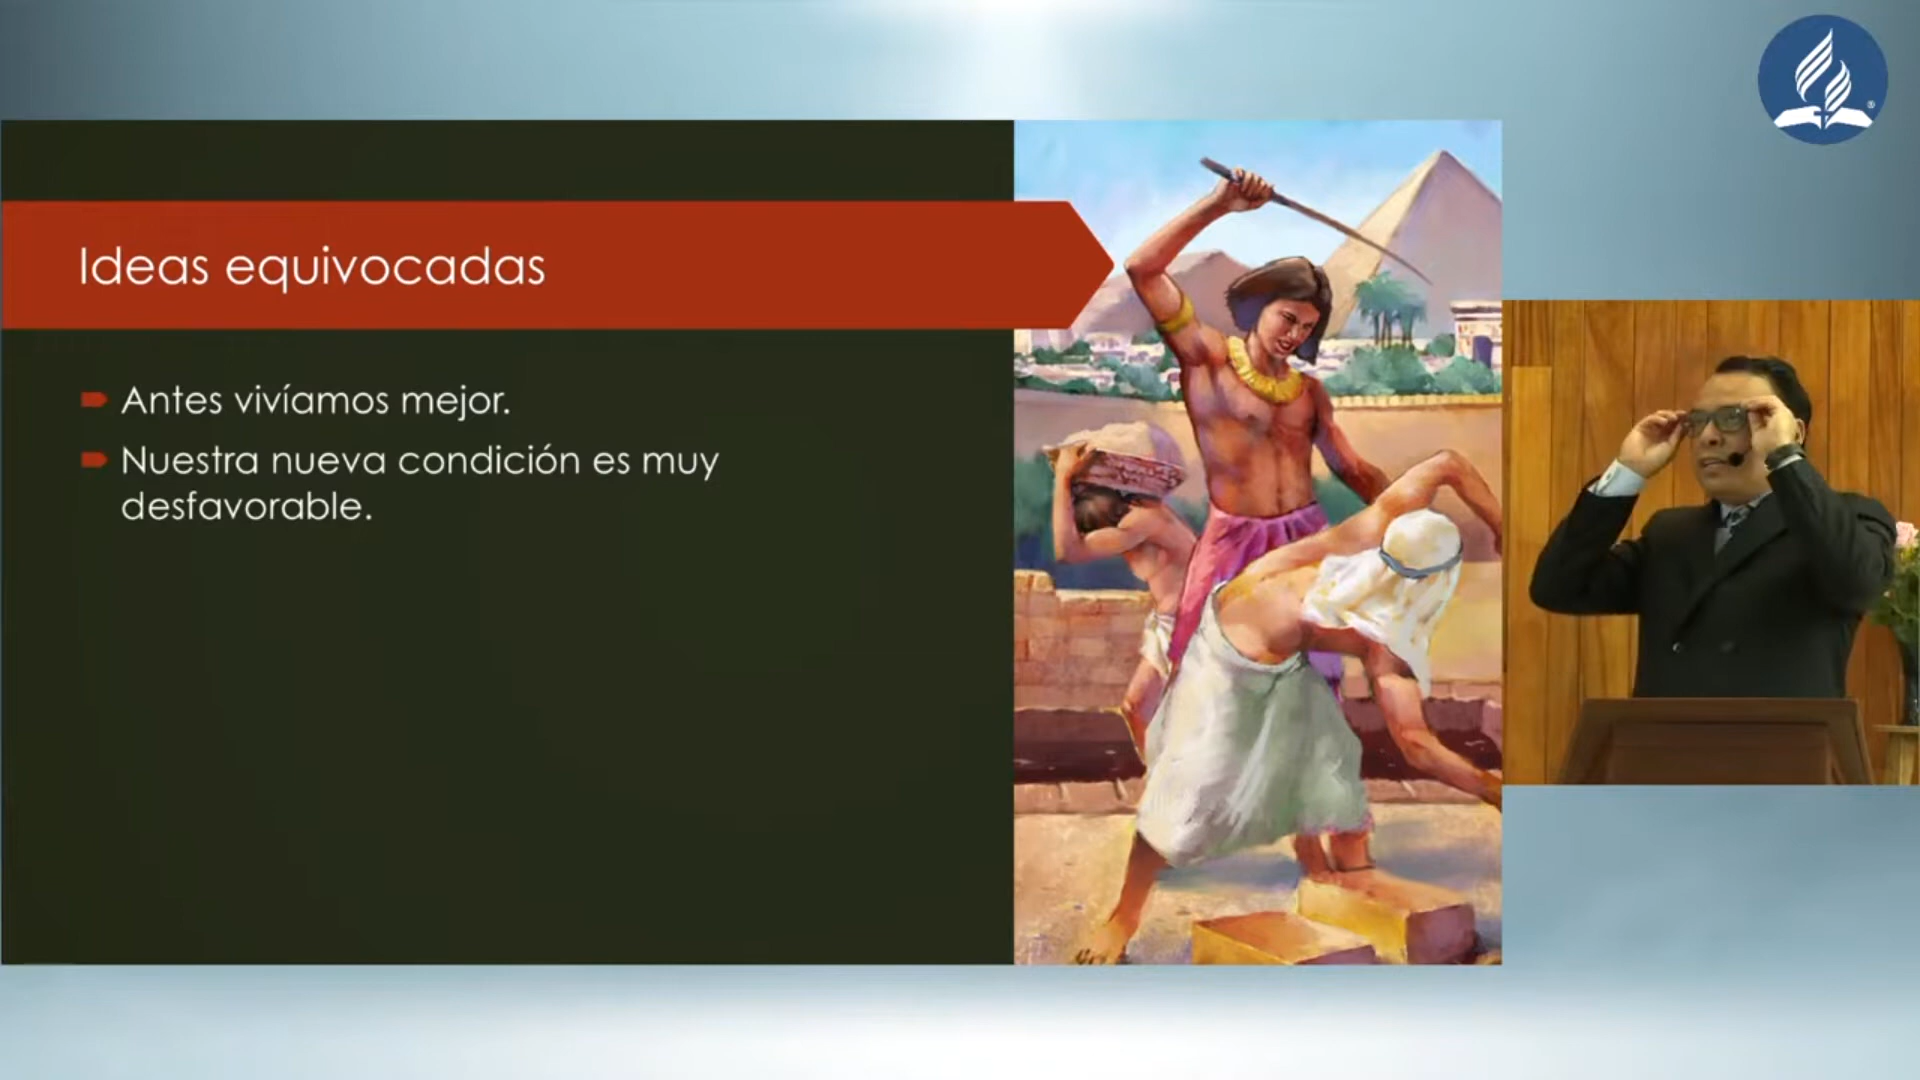 Ideas equivocadas
Antes vivíamos mejor.
Nuestra nueva condición es muy
desfavorable.
®